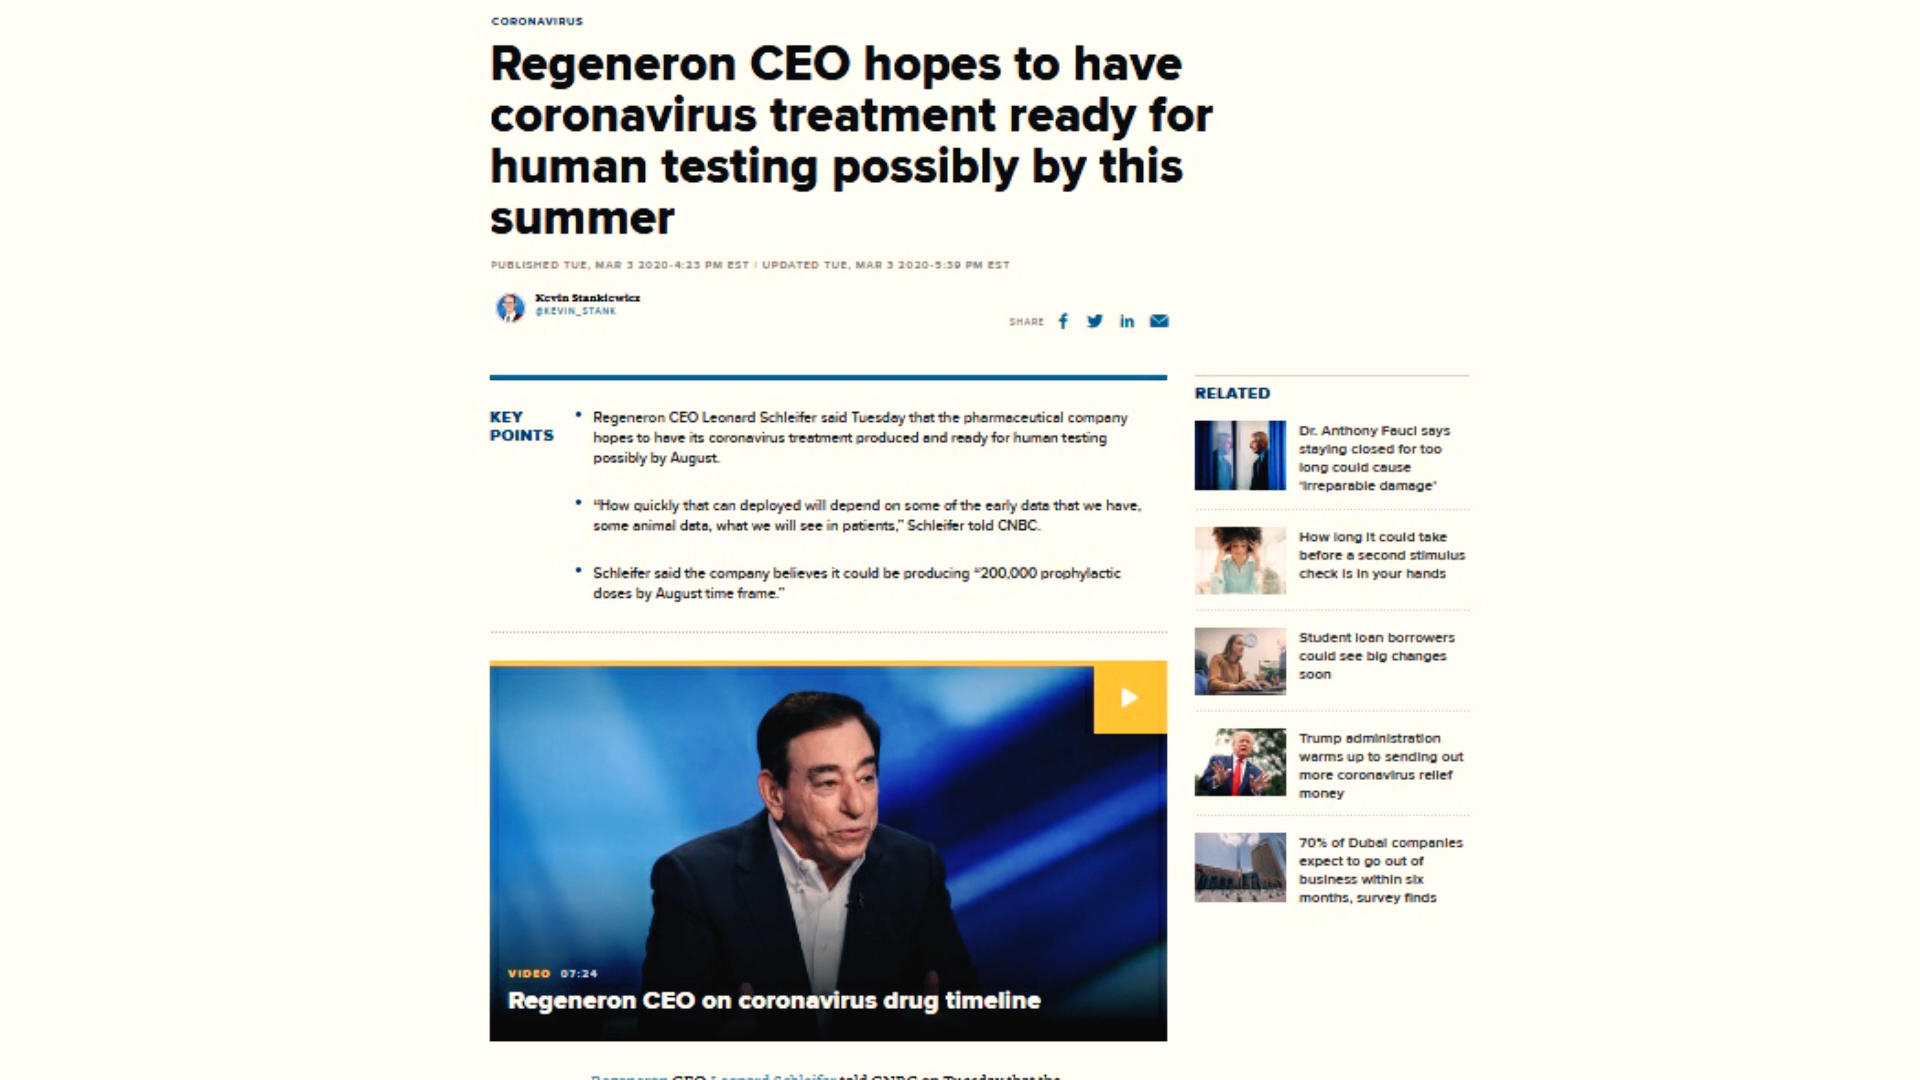 CORONAVIRUS
Regeneron CEO hopes to have
coronavirus treatment ready for
human testing possibly by this
summer
PUBLISHED TUE, MAR 3 2020-4:23 PM EST | UPDATED TUE, MAR 3 2020-5:39 PM EST
Kevin Stankiewicz
@KEVIN_STANK
SHARE
KEY
POINTS
• Regeneron CEO Leonard Schleifer said Tuesday that the pharmaceutical company
hopes to have its coronavirus treatment produced and ready for human testing
possibly by August.
• “How quickly that can deployed will depend on some of the early data that we have,
some animal data, what we will see in patients,” Schleifer told CNBC.
• Schleifer said the company believes it could be producing “200,000 prophylactic
doses by August time frame.”
VIDEO 07:24
Regeneron CEO on coronavirus drug timeline
Regeneron CEO Leonard Schleifer told CNBC on Tuesday that the
RELATED
Dr. Anthony Fauci says
staying closed for too
long could cause
‘irreparable damage’
How long it could take
before a second stimulus
check is in your hands
Student loan borrowers
could see big changes
soon
Trump administration
warms up to sending out
more coronavirus relief
money
70% of Dubai companies
expect to go out of
business within six
months, survey finds